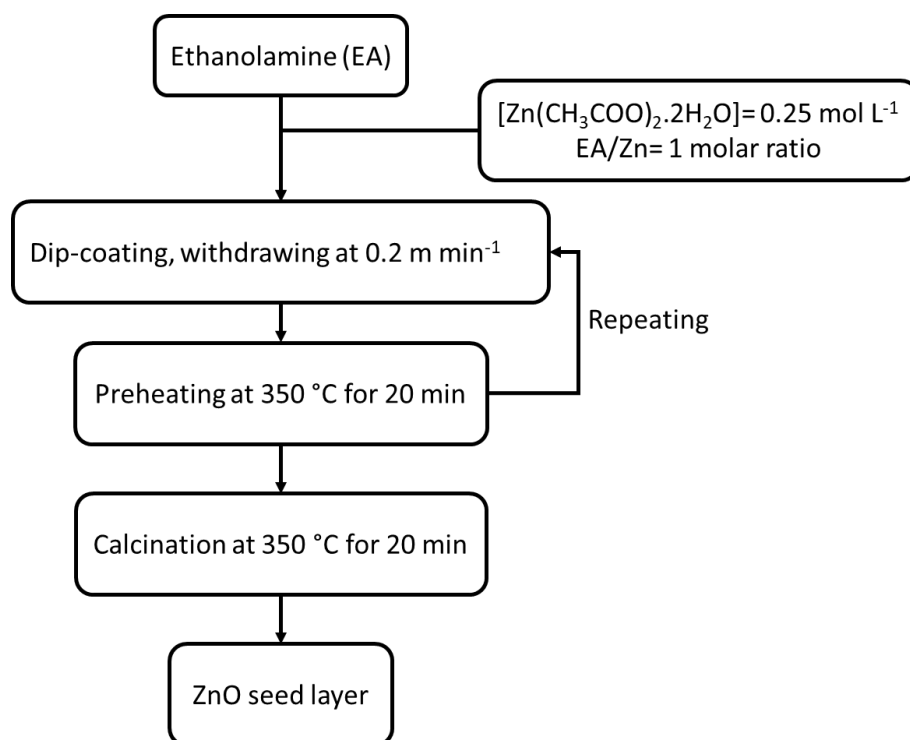 Ethanolamine (EA)
[Zn(CH₃COO)₂.2H₂O]= 0.25 mol L⁻¹
EA/Zn= 1 molar ratio
Dip-coating, withdrawing at 0.2 m min⁻¹
Repeating
Preheating at 350 °C for 20 min
Calcination at 350 °C for 20 min
ZnO seed layer